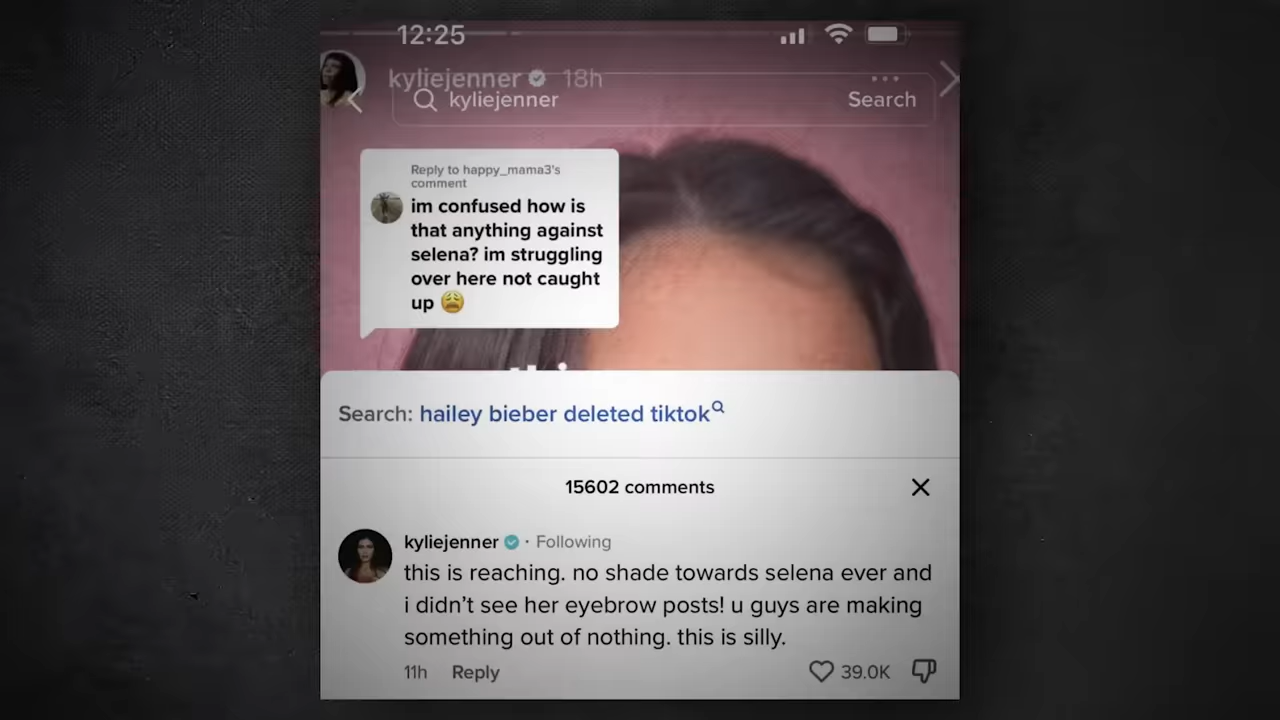 12:25
kyliejenner 18h
kyliejenner Search
Reply to happy_mama3's
comment
im confused how is
that anything against
selena? im struggling
over here not caught
up 😩
Search: hailey bieber deleted tiktok
15602 comments
kyliejenner · Following
this is reaching. no shade towards selena ever and
i didn't see her eyebrow posts! u guys are making
something out of nothing. this is silly.
11h Reply 39.0K